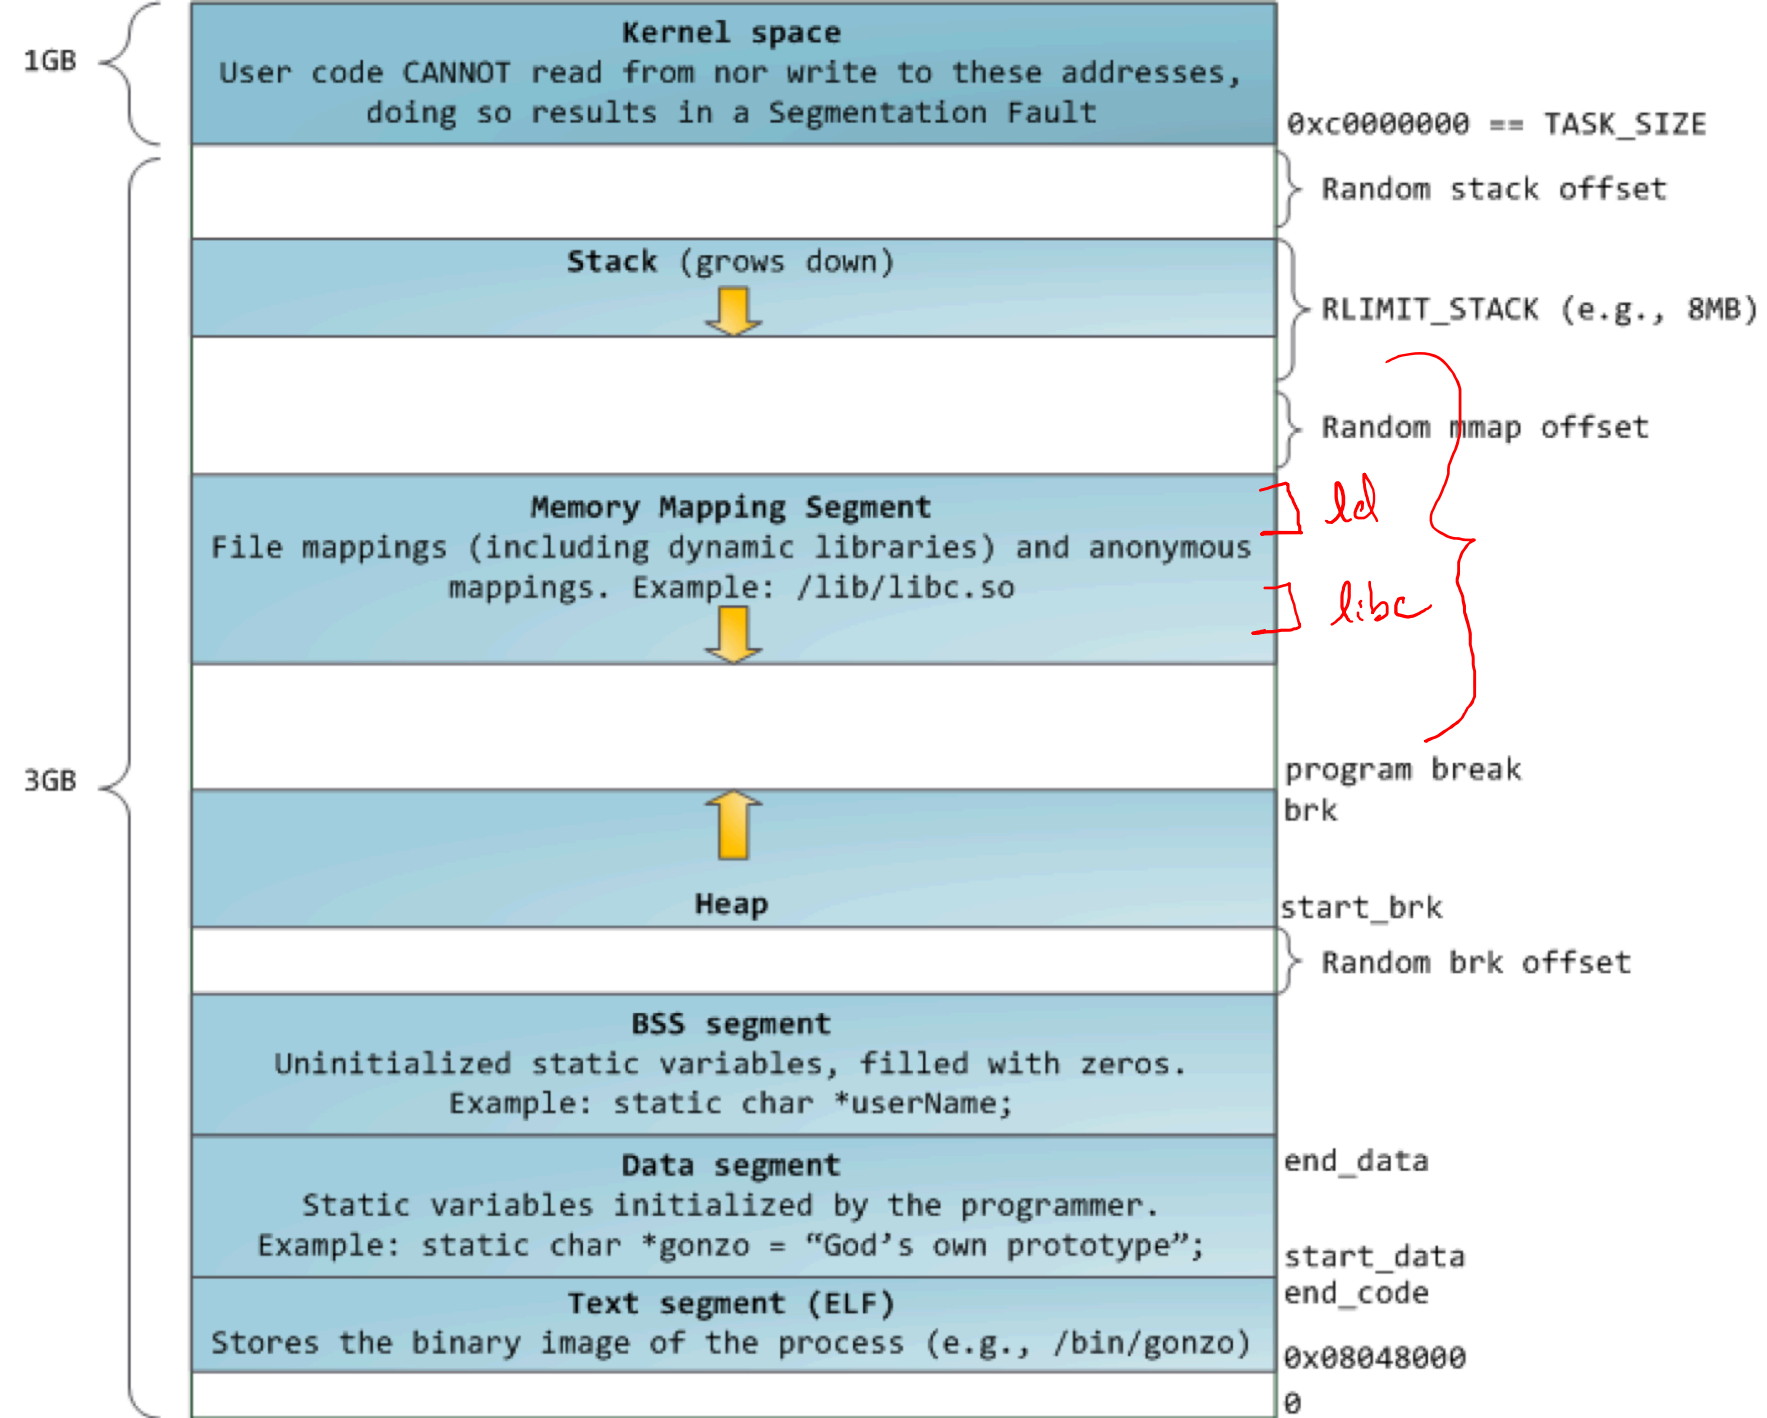 1GB
Kernel space
User code CANNOT read from nor write to these addresses,
doing so results in a Segmentation Fault
0xc0000000 == TASK_SIZE
Random stack offset
Stack (grows down)
RLIMIT_STACK (e.g., 8MB)
Random mmap offset
Memory Mapping Segment
File mappings (including dynamic libraries) and anonymous
mappings. Example: /lib/libc.so
ld
libc
3GB
program break
brk
Heap
start_brk
Random brk offset
BSS segment
Uninitialized static variables, filled with zeros.
Example: static char *userName;
Data segment
Static variables initialized by the programmer.
Example: static char *gonzo = “God’s own prototype”;
end_data
start_data
Text segment (ELF)
Stores the binary image of the process (e.g., /bin/gonzo)
end_code
0x08048000
0